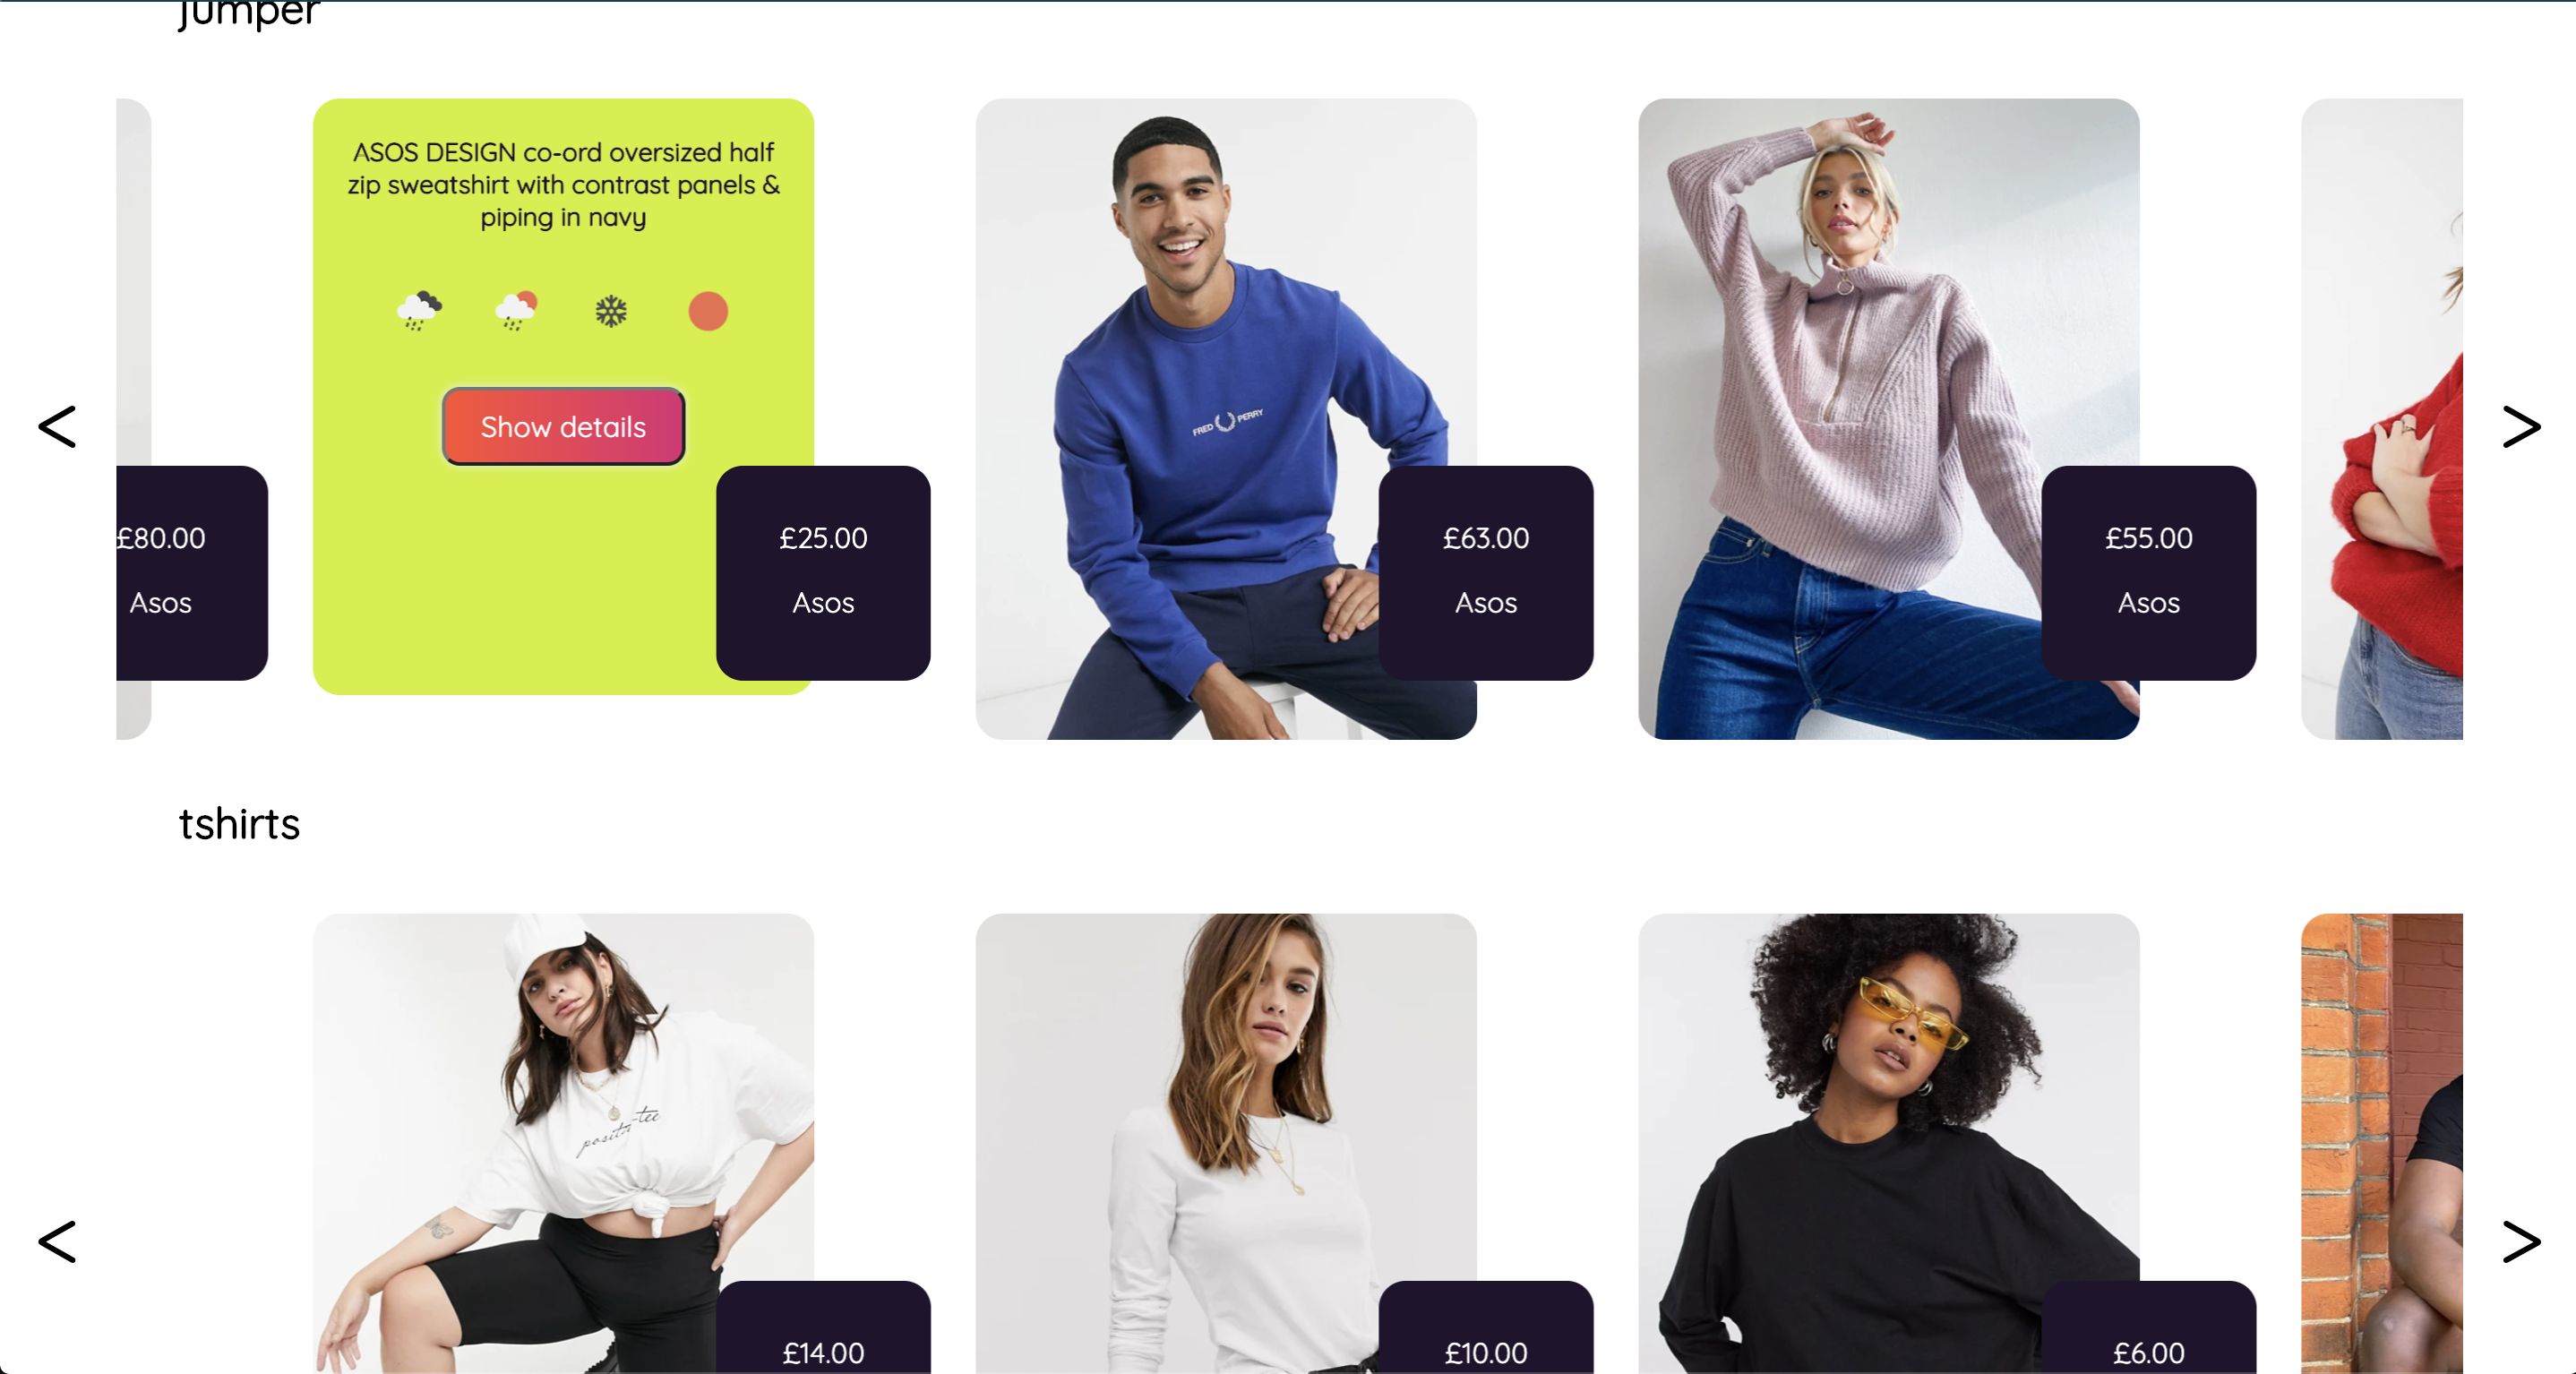 jumper
ASOS DESIGN co-ord oversized half
zip sweatshirt with contrast panels &
piping in navy
Show details
<
>
£80.00
Asos
£25.00
Asos
FRED PERRY
£63.00
Asos
£55.00
Asos
tshirts
positi-tee
<
>
£14.00
£10.00
£6.00